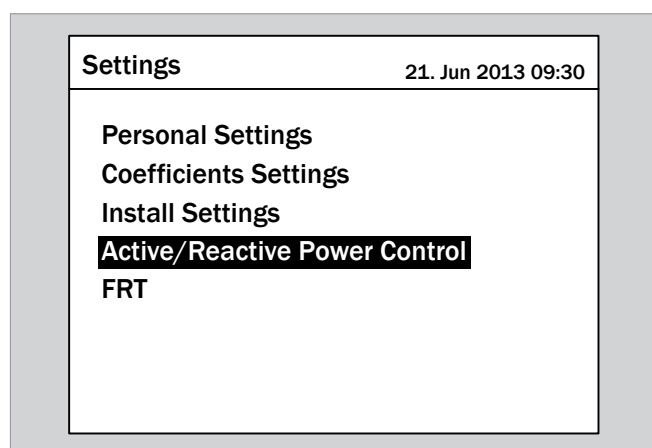 Settings 21. Jun 2013 09:30
Personal Settings
Coefficients Settings
Install Settings
Active/Reactive Power Control
FRT